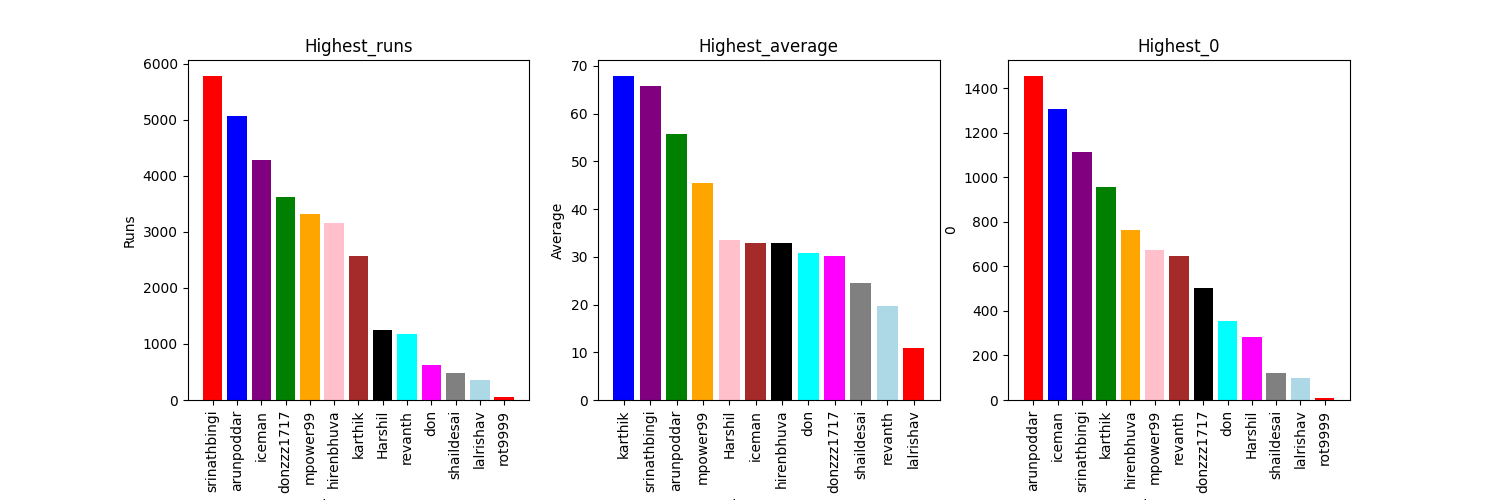 Highest_runs
Runs
6000
5000
4000
3000
2000
1000
0
srinathbingi
arunpoddar
iceman
donzzz1717
mpower99
hirenbhuva
karthik
Harshil
revanth
don
shaildesai
lalrishav
rot9999
Highest_average
Average
70
60
50
40
30
20
10
0
karthik
srinathbingi
arunpoddar
mpower99
Harshil
iceman
hirenbhuva
don
donzzz1717
shaildesai
revanth
lalrishav
Highest_0
0
1400
1200
1000
800
600
400
200
0
arunpoddar
iceman
srinathbingi
karthik
hirenbhuva
mpower99
revanth
donzzz1717
don
Harshil
shaildesai
lalrishav
rot9999